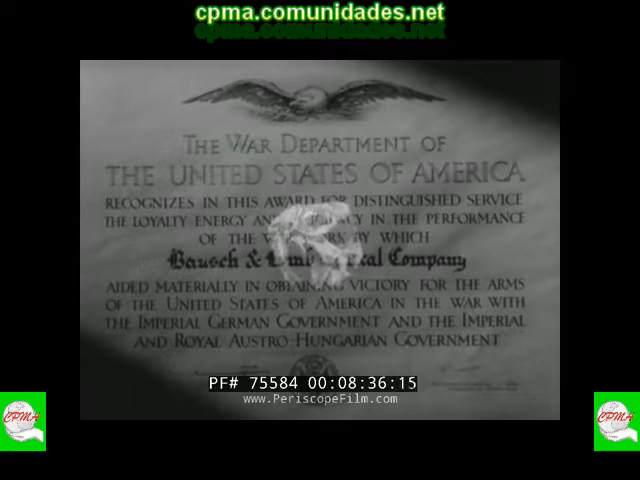 cpma.comunidades.net
THE WAR DEPARTMENT OF
THE UNITED STATES OF AMERICA
RECOGNIZES IN THIS AWARD FOR DISTINGUISHED SERVICE
THE LOYALTY ENERGY AND IN THE PERFORMANCE
OF THE BY WHICH
Bausch & Company
AIDED MATERIALLY IN OBTAINING VICTORY FOR THE ARMS
OF THE UNITED STATES OF AMERICA IN THE WAR WITH
THE IMPERIAL GERMAN GOVERNMENT AND THE IMPERIAL
AND ROYAL AUSTRO-HUNGARIAN GOVERNMENT
PF# 75584 00:08:36:15
www.PeriscopeFilm.com
CPMA CPMA